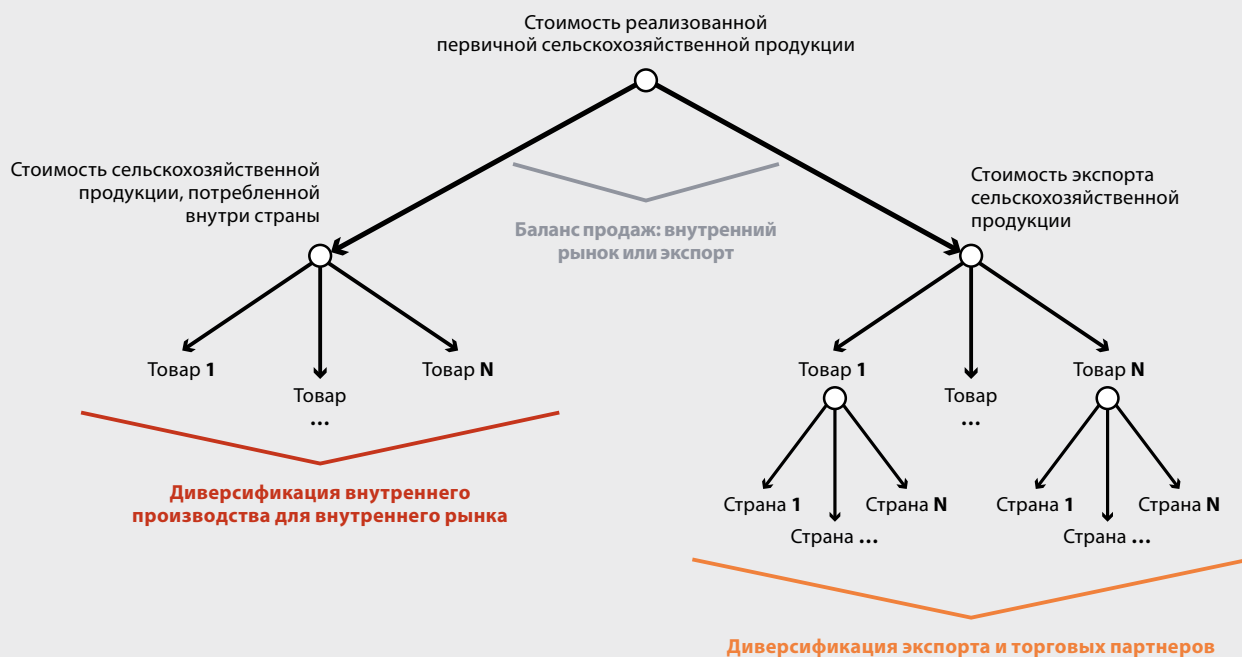 Стоимость реализованной
первичной сельскохозяйственной продукции
Стоимость сельскохозяйственной
продукции, потребленной
внутри страны
Стоимость экспорта
сельскохозяйственной
продукции
Баланс продаж: внутренний
рынок или экспорт
Товар 1
Товар
...
Товар N
Товар 1
Товар
...
Товар N
Диверсификация внутреннего
производства для внутреннего рынка
Страна 1
Страна ...
Страна N
Страна 1
Страна ...
Страна N
Диверсификация экспорта и торговых партнеров